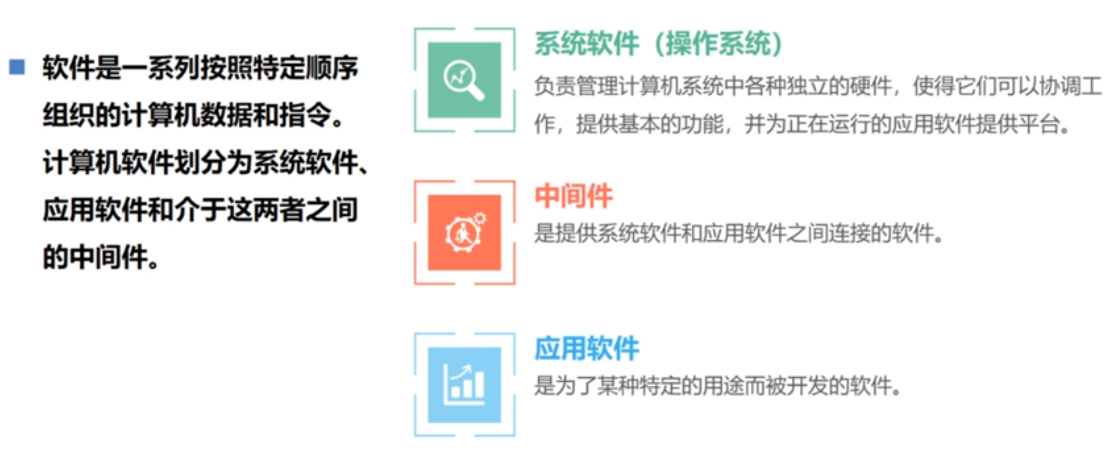 软件是一系列按照特定顺序
组织的计算机数据和指令。
计算机软件划分为系统软件、
应用软件和介于这两者之间
的中间件。
系统软件（操作系统）
负责管理计算机系统中各种独立的硬件，使得它们可以协调工
作，提供基本的功能，并为正在运行的应用软件提供平台。
中间件
是提供系统软件和应用软件之间连接的软件。
应用软件
是为了某种特定的用途而被开发的软件。